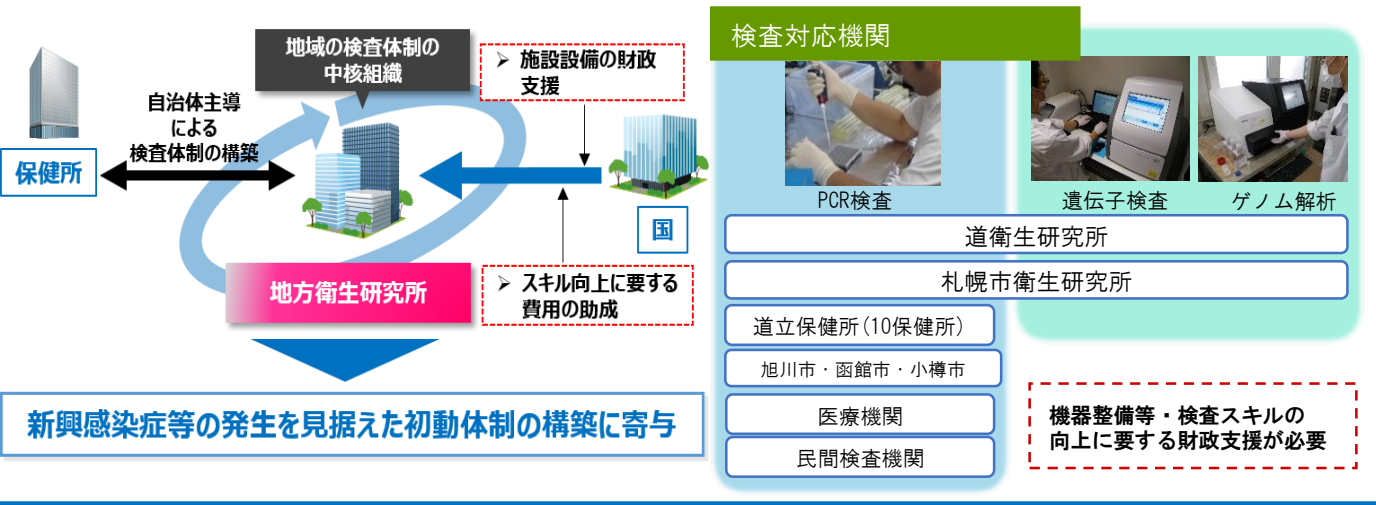 地域の検査体制の
中核組織
➢ 施設設備の財政
支援
自治体主導
による
検査体制の構築
保健所
国
地方衛生研究所
➢ スキル向上に要する
費用の助成
新興感染症等の発生を見据えた初動体制の構築に寄与
検査対応機関
PCR検査
遺伝子検査
ゲノム解析
道衛生研究所
札幌市衛生研究所
道立保健所(10保健所)
旭川市・函館市・小樽市
医療機関
民間検査機関
機器整備等・検査スキルの
向上に要する財政支援が必要